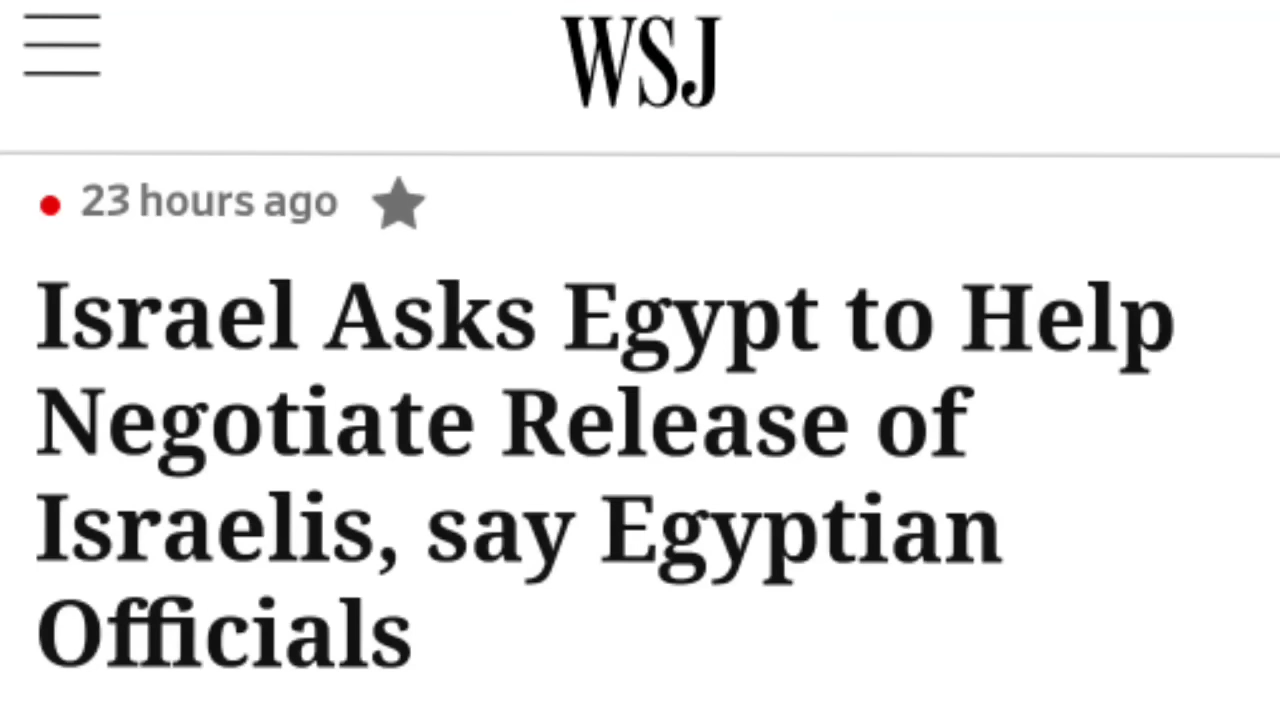 WSJ
23 hours ago
Israel Asks Egypt to Help
Negotiate Release of
Israelis, say Egyptian
Officials